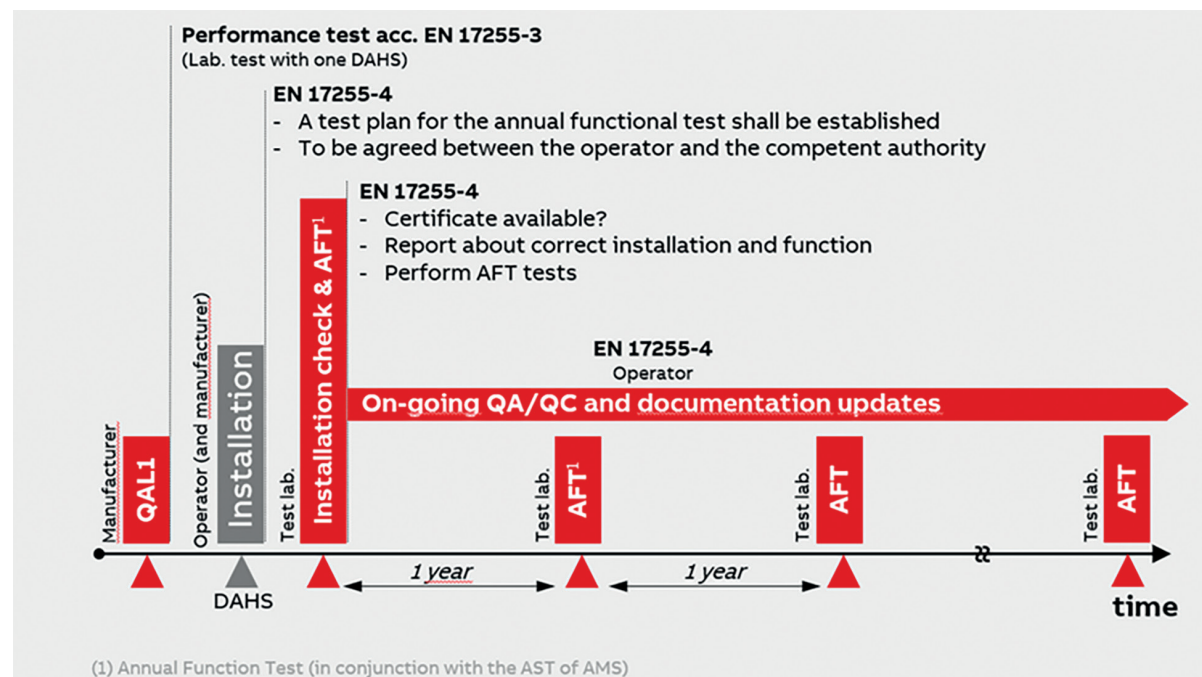 Performance test acc. EN 17255-3
(Lab. test with one DAHS)
EN 17255-4
- A test plan for the annual functional test shall be established
- To be agreed between the operator and the competent authority
EN 17255-4
- Certificate available?
- Report about correct installation and function
- Perform AFT tests
Manufacturer
QAL1
Operator (and manufacturer)
Installation
Test lab.
Installation check & AFT¹
EN 17255-4
Operator
On-going QA/QC and documentation updates
Test lab.
AFT¹
Test lab.
AFT
Test lab.
AFT
1 year
1 year
DAHS
time
(1) Annual Function Test (in conjunction with the AST of AMS)